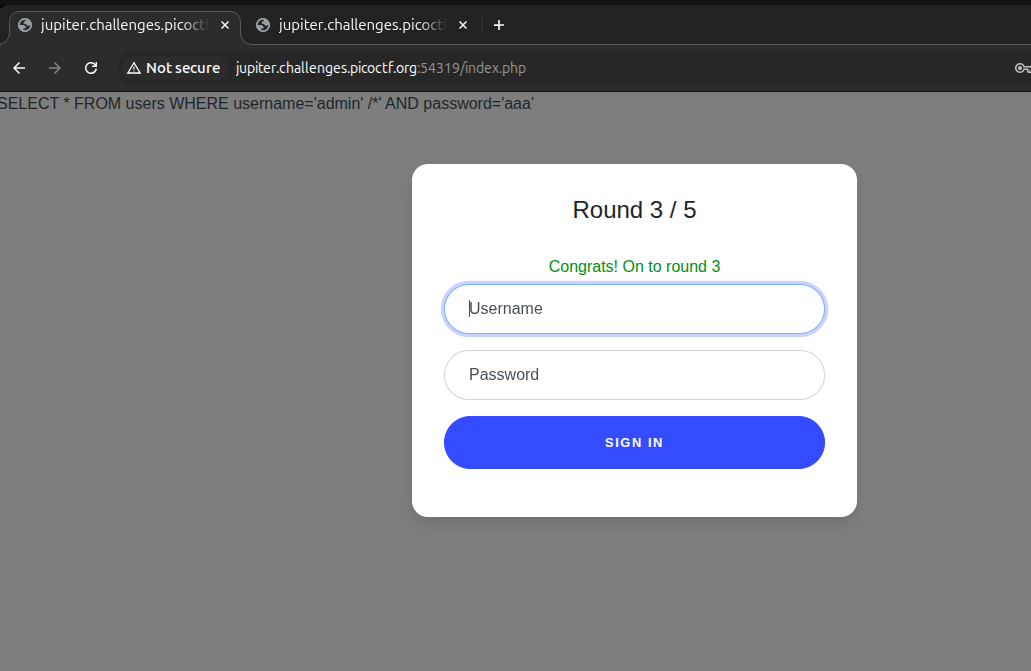 jupiter.challenges.picoct
jupiter.challenges.picoct
Not secure jupiter.challenges.picoctf.org:54319/index.php
SELECT * FROM users WHERE username='admin' /*' AND password='aaa'
Round 3 / 5
Congrats! On to round 3
Username
Password
SIGN IN